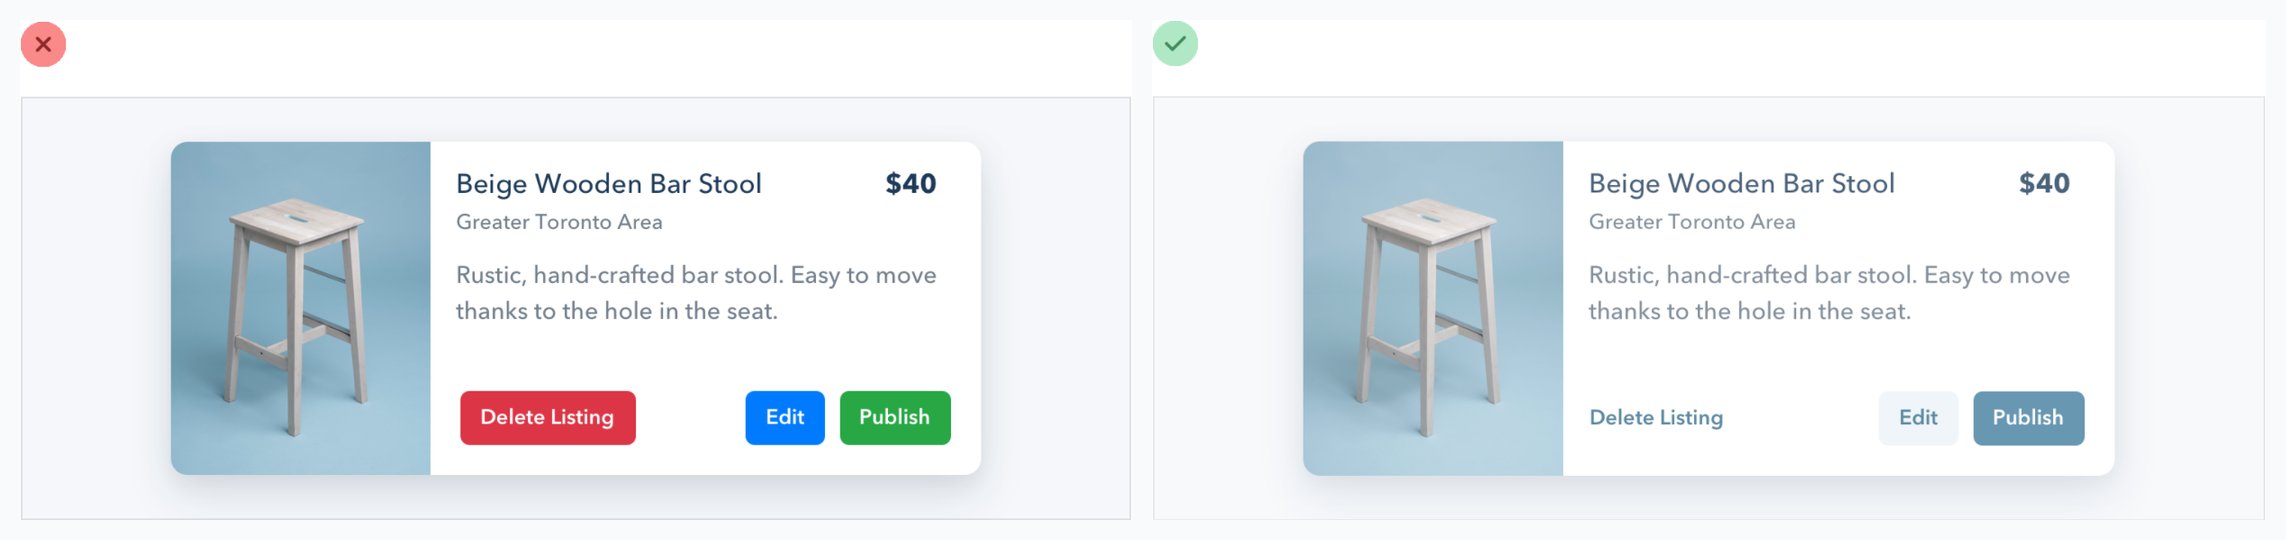 Beige Wooden Bar Stool $40
Greater Toronto Area
Rustic, hand-crafted bar stool. Easy to move
thanks to the hole in the seat.
Delete Listing Edit Publish
Beige Wooden Bar Stool $40
Greater Toronto Area
Rustic, hand-crafted bar stool. Easy to move
thanks to the hole in the seat.
Delete Listing Edit Publish